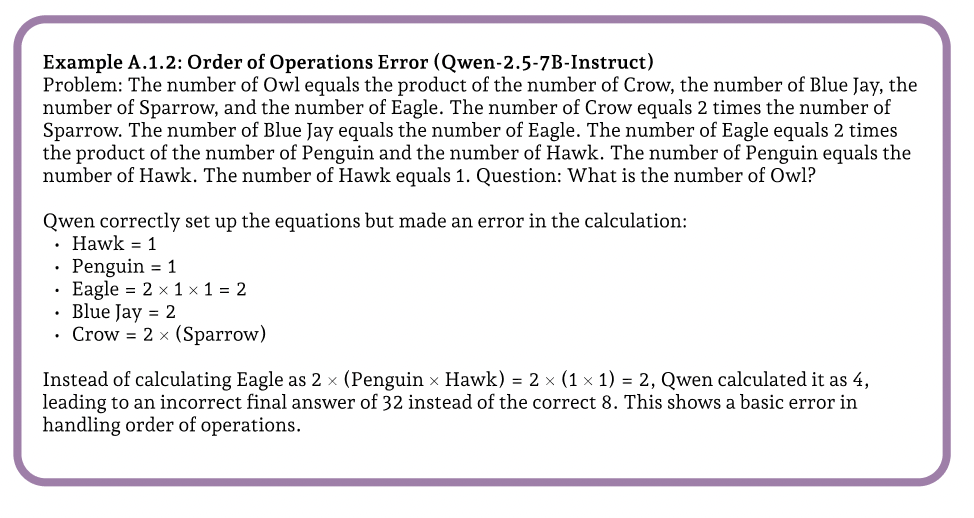 Example A.1.2: Order of Operations Error (Qwen-2.5-7B-Instruct)
Problem: The number of Owl equals the product of the number of Crow, the number of Blue Jay, the
number of Sparrow, and the number of Eagle. The number of Crow equals 2 times the number of
Sparrow. The number of Blue Jay equals the number of Eagle. The number of Eagle equals 2 times
the product of the number of Penguin and the number of Hawk. The number of Penguin equals the
number of Hawk. The number of Hawk equals 1. Question: What is the number of Owl?
Qwen correctly set up the equations but made an error in the calculation:
• Hawk = 1
• Penguin = 1
• Eagle = 2 × 1 × 1 = 2
• Blue Jay = 2
• Crow = 2 × (Sparrow)
Instead of calculating Eagle as 2 × (Penguin × Hawk) = 2 × (1 × 1) = 2, Qwen calculated it as 4,
leading to an incorrect final answer of 32 instead of the correct 8. This shows a basic error in
handling order of operations.